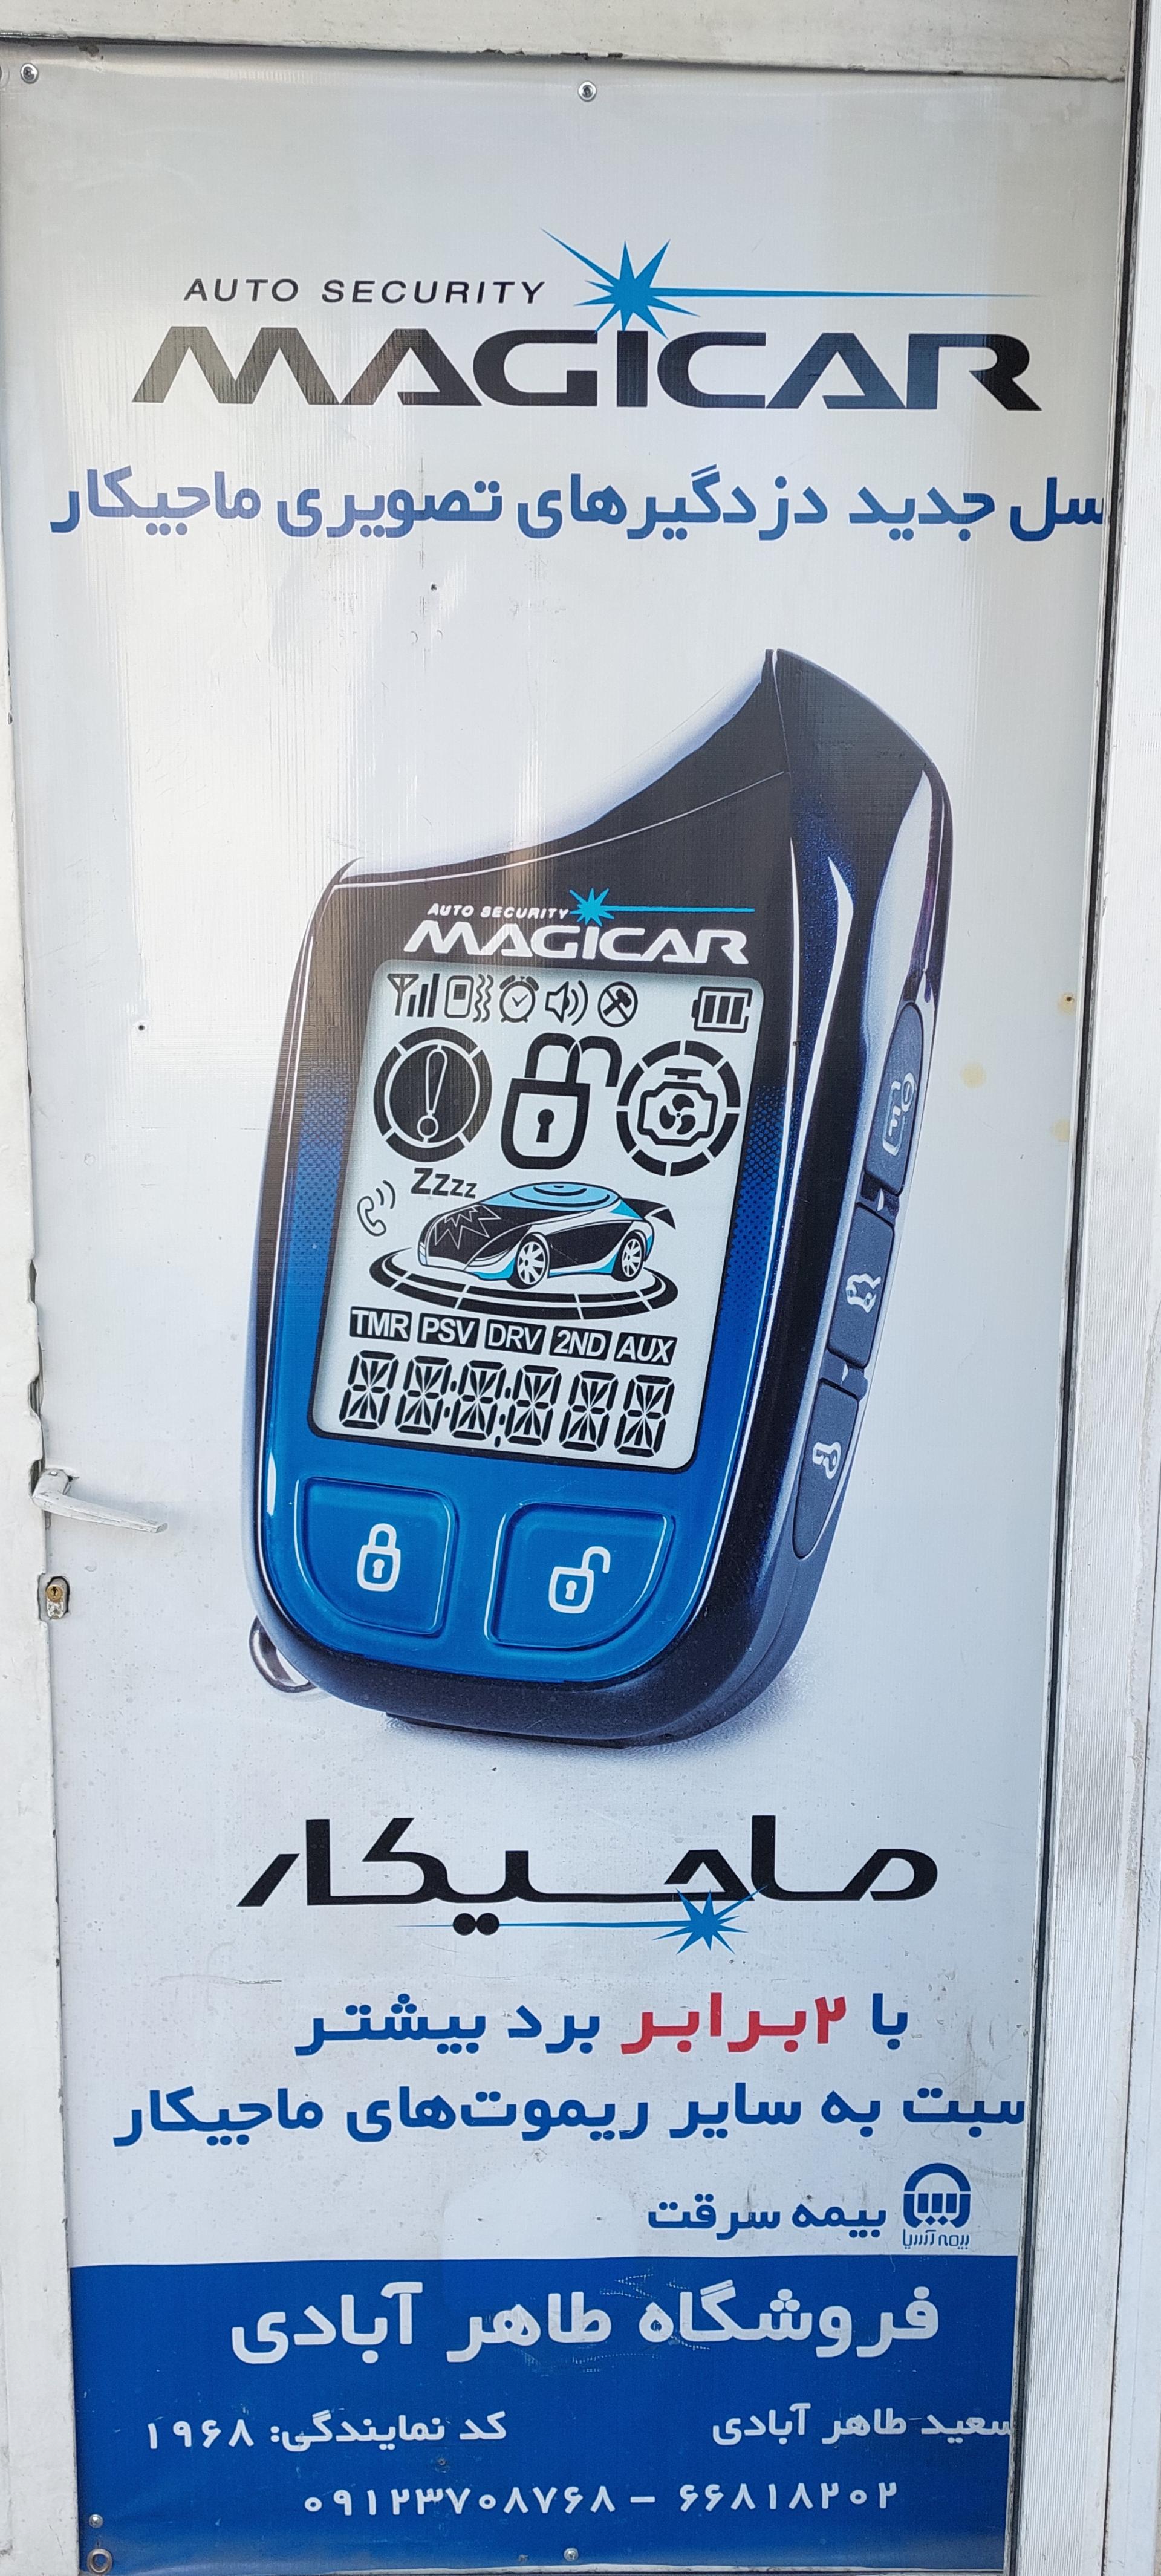 AUTO SECURITY
MAGICAR
سل جدید دزدگیرهای تصویری ماجیکار
AUTO SECURITY
MAGICAR
Zzzz
TMR PSV DRV 2ND AUX
ماجیکار
با ۲برابر برد بیشتر
سبت به سایر ریموت‌های ماجیکار
بیمه سرقت
بیمه آسیا
فروشگاه طاهر آبادی
سعید طاهر آبادی
کد نمایندگی: ۱۹۶۸
۰۹۱۲۳۷۰۸۷۶۸ – ۶۶۸۱۸۲۰۲